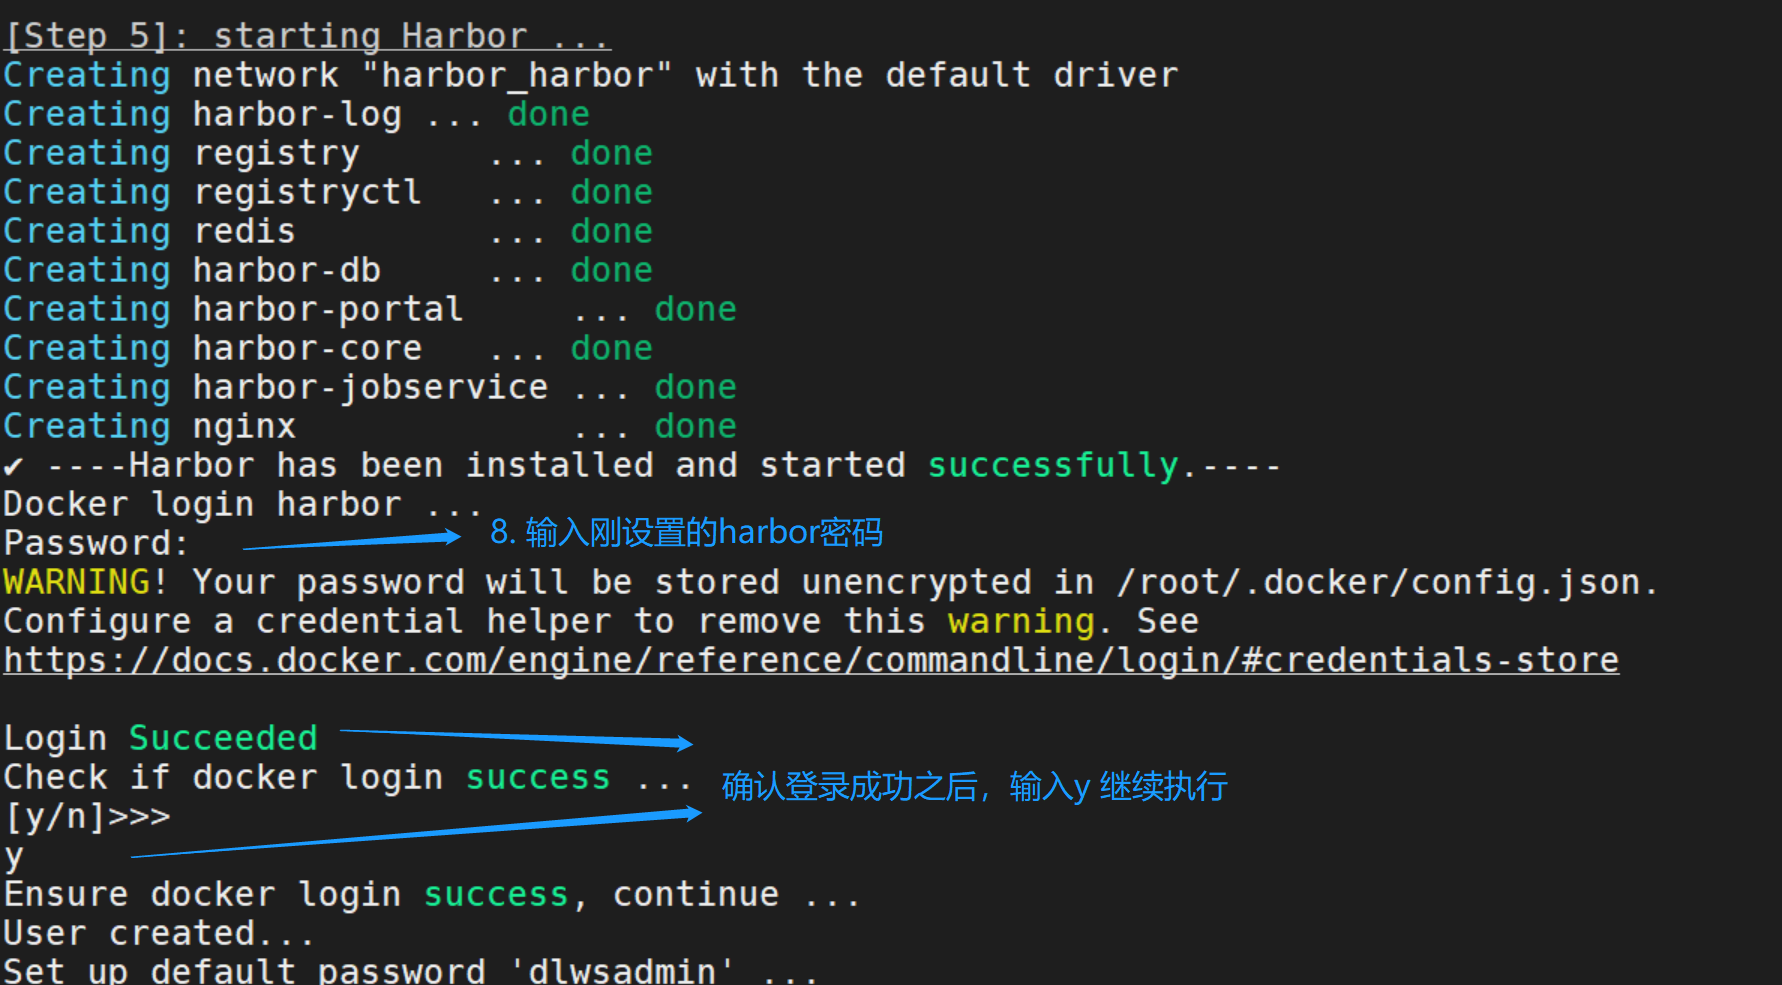 [Step 5]: starting Harbor ...
Creating network "harbor_harbor" with the default driver
Creating harbor-log ... done
Creating registry ... done
Creating registryctl ... done
Creating redis ... done
Creating harbor-db ... done
Creating harbor-portal ... done
Creating harbor-core ... done
Creating harbor-jobservice ... done
Creating nginx ... done
✔ ----Harbor has been installed and started successfully.----
Docker login harbor ...
Password:
8. 输入刚设置的harbor密码
WARNING! Your password will be stored unencrypted in /root/.docker/config.json.
Configure a credential helper to remove this warning. See
https://docs.docker.com/engine/reference/commandline/login/#credentials-store
Login Succeeded
Check if docker login success ...
确认登录成功之后，输入y 继续执行
[y/n]>>>
y
Ensure docker login success, continue ...
User created...
Set up default password 'dlwsadmin' ...